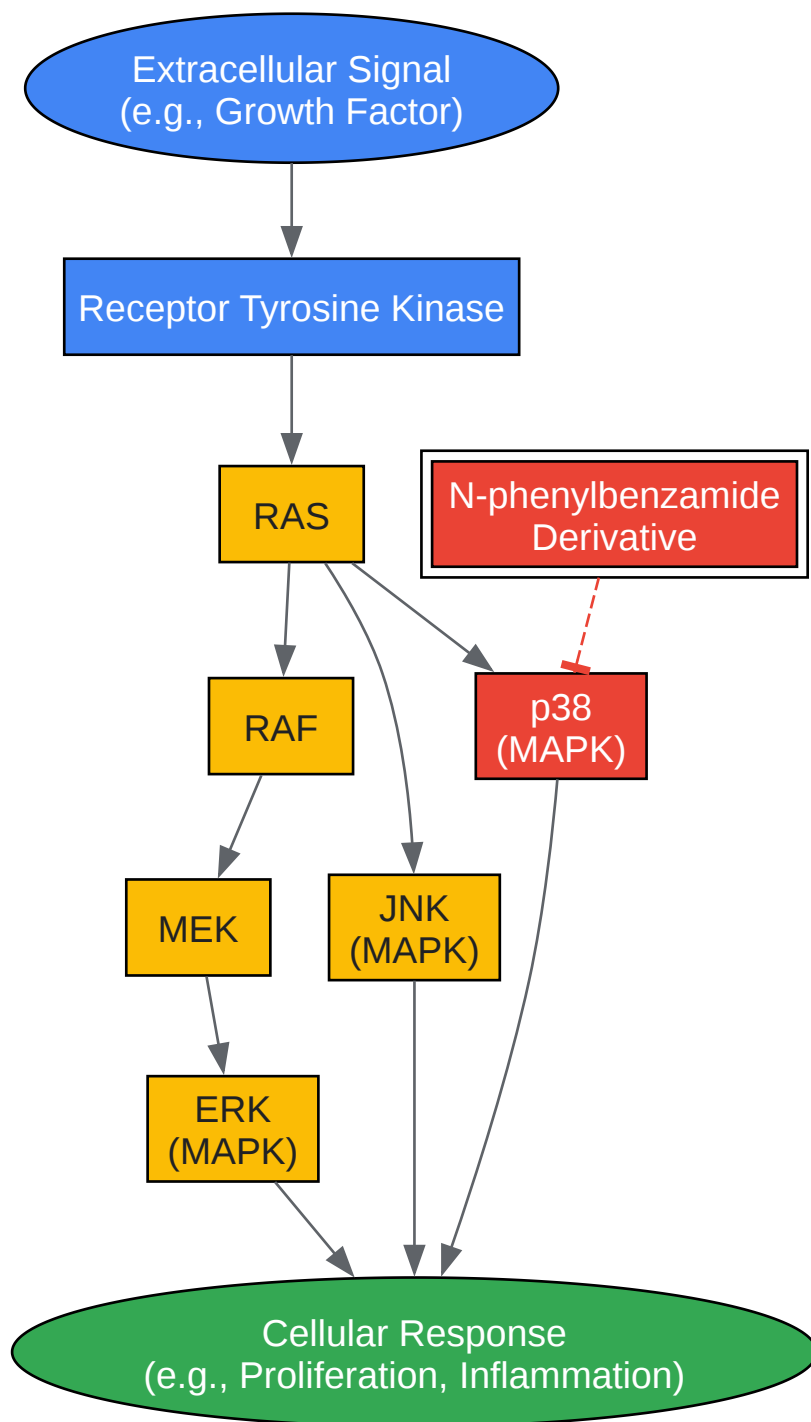 Extracellular Signal
(e.g., Growth Factor)
Receptor Tyrosine Kinase
RAS
N-phenylbenzamide
Derivative
RAF
p38
(MAPK)
MEK
JNK
(MAPK)
ERK
(MAPK)
Cellular Response
(e.g., Proliferation, Inflammation)